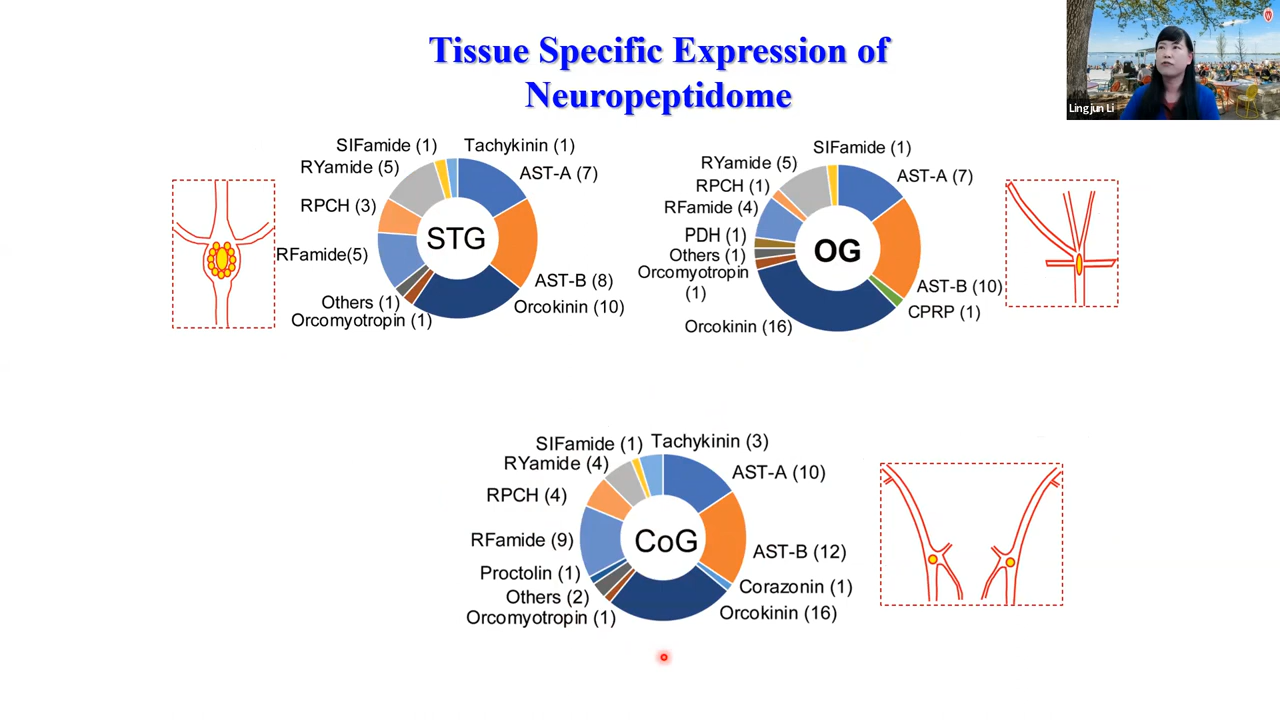 Tissue Specific Expression of
Neuropeptidome
Lingjun Li
SIFamide (1)
Tachykinin (1)
RYamide (5)
AST-A (7)
RPCH (3)
STG
RFamide(5)
AST-B (8)
Others (1)
Orcokinin (10)
Orcomyotropin (1)
SIFamide (1)
RYamide (5)
AST-A (7)
RPCH (1)
RFamide (4)
PDH (1)
OG
Others (1)
Orcomyotropin
(1)
AST-B (10)
CPRP (1)
Orcokinin (16)
SIFamide (1)
Tachykinin (3)
RYamide (4)
AST-A (10)
RPCH (4)
RFamide (9)
CoG
AST-B (12)
Proctolin (1)
Corazonin (1)
Others (2)
Orcokinin (16)
Orcomyotropin (1)